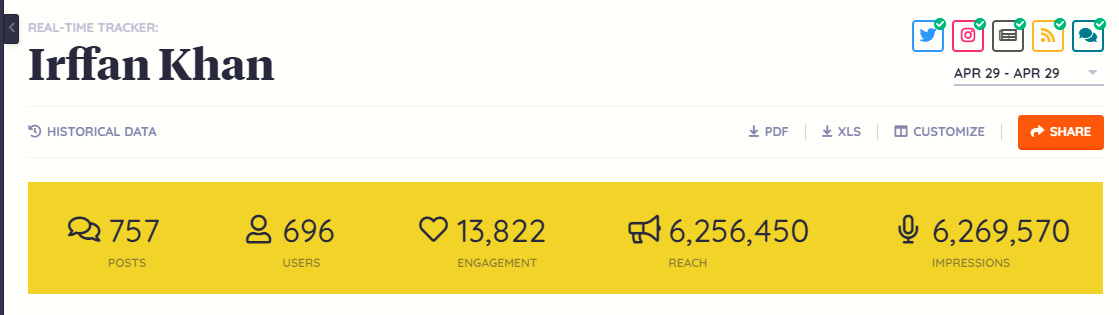 REAL-TIME TRACKER:
Irffan Khan
APR 29 - APR 29
HISTORICAL DATA
PDF
XLS
CUSTOMIZE
SHARE
757
POSTS
696
USERS
13,822
ENGAGEMENT
6,256,450
REACH
6,269,570
IMPRESSIONS